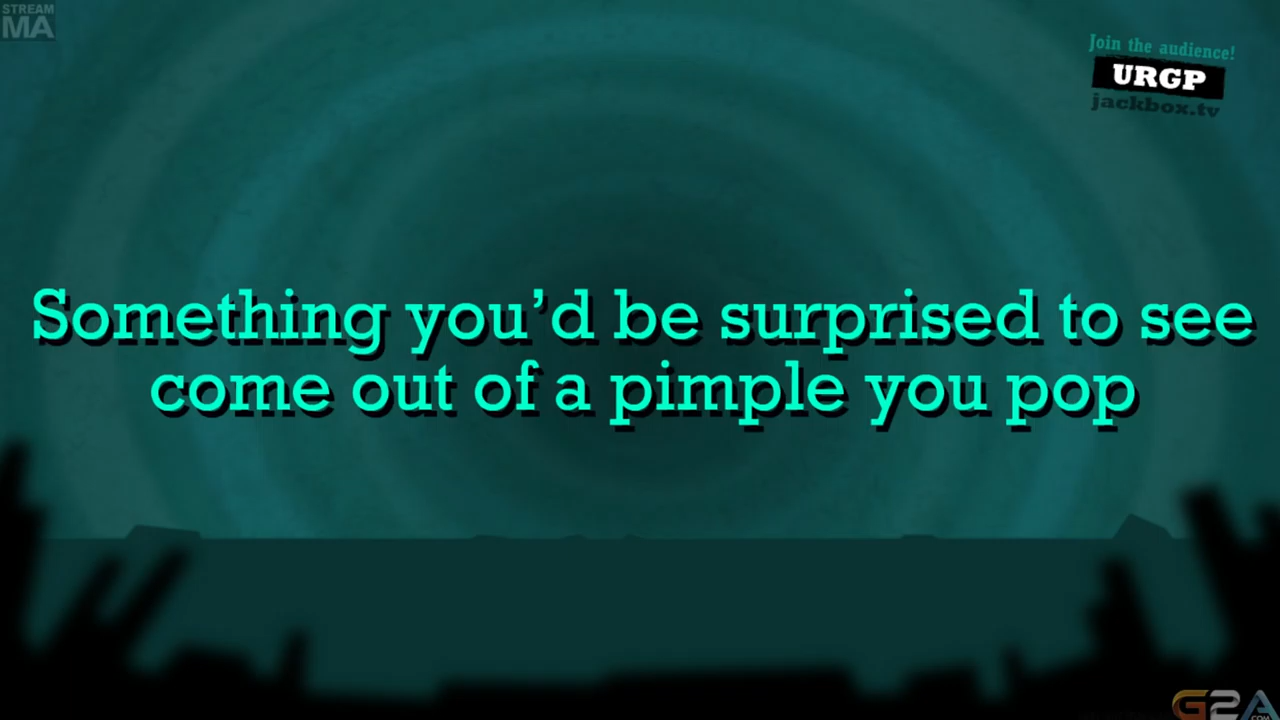 STREAM
MA
Join the audience!
URGP
jackbox.tv
Something you’d be surprised to see
come out of a pimple you pop
G2A
.COM